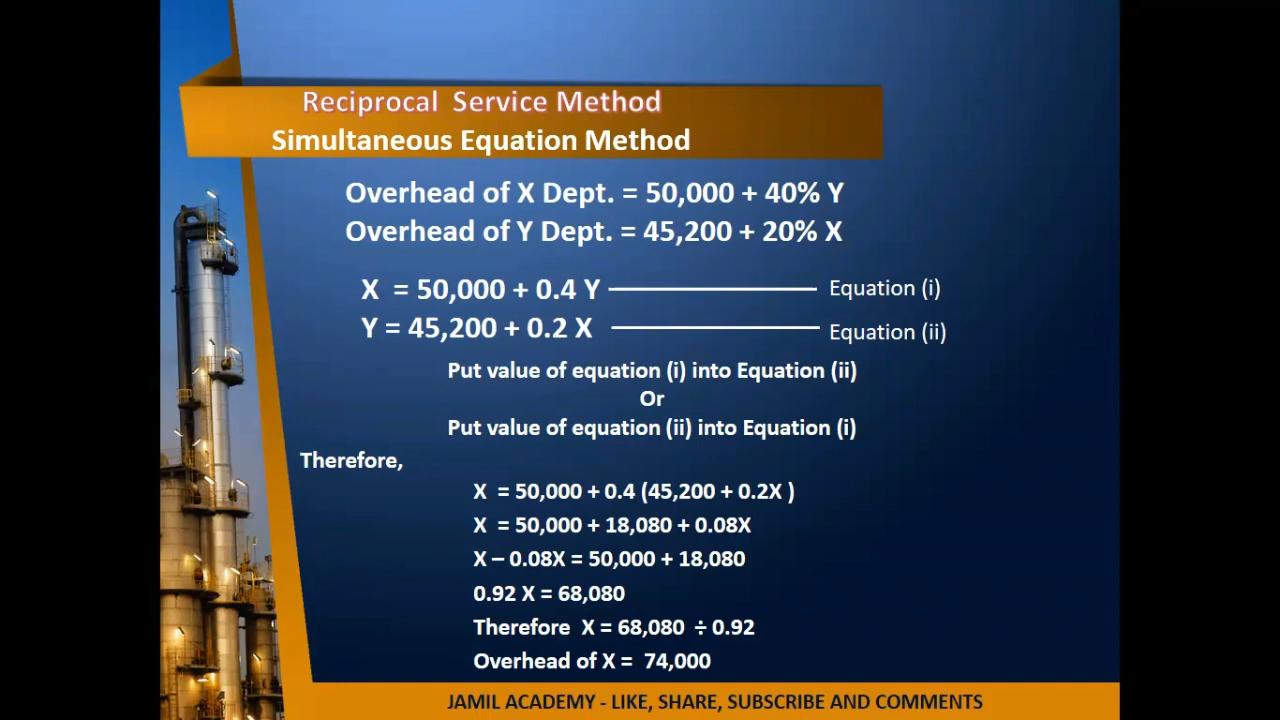 Reciprocal Service Method
Simultaneous Equation Method
Overhead of X Dept. = 50,000 + 40% Y
Overhead of Y Dept. = 45,200 + 20% X
X = 50,000 + 0.4 Y Equation (i)
Y = 45,200 + 0.2 X Equation (ii)
Put value of equation (i) into Equation (ii)
Or
Put value of equation (ii) into Equation (i)
Therefore,
X = 50,000 + 0.4 (45,200 + 0.2X )
X = 50,000 + 18,080 + 0.08X
X – 0.08X = 50,000 + 18,080
0.92 X = 68,080
Therefore X = 68,080 ÷ 0.92
Overhead of X = 74,000
JAMIL ACADEMY - LIKE, SHARE, SUBSCRIBE AND COMMENTS